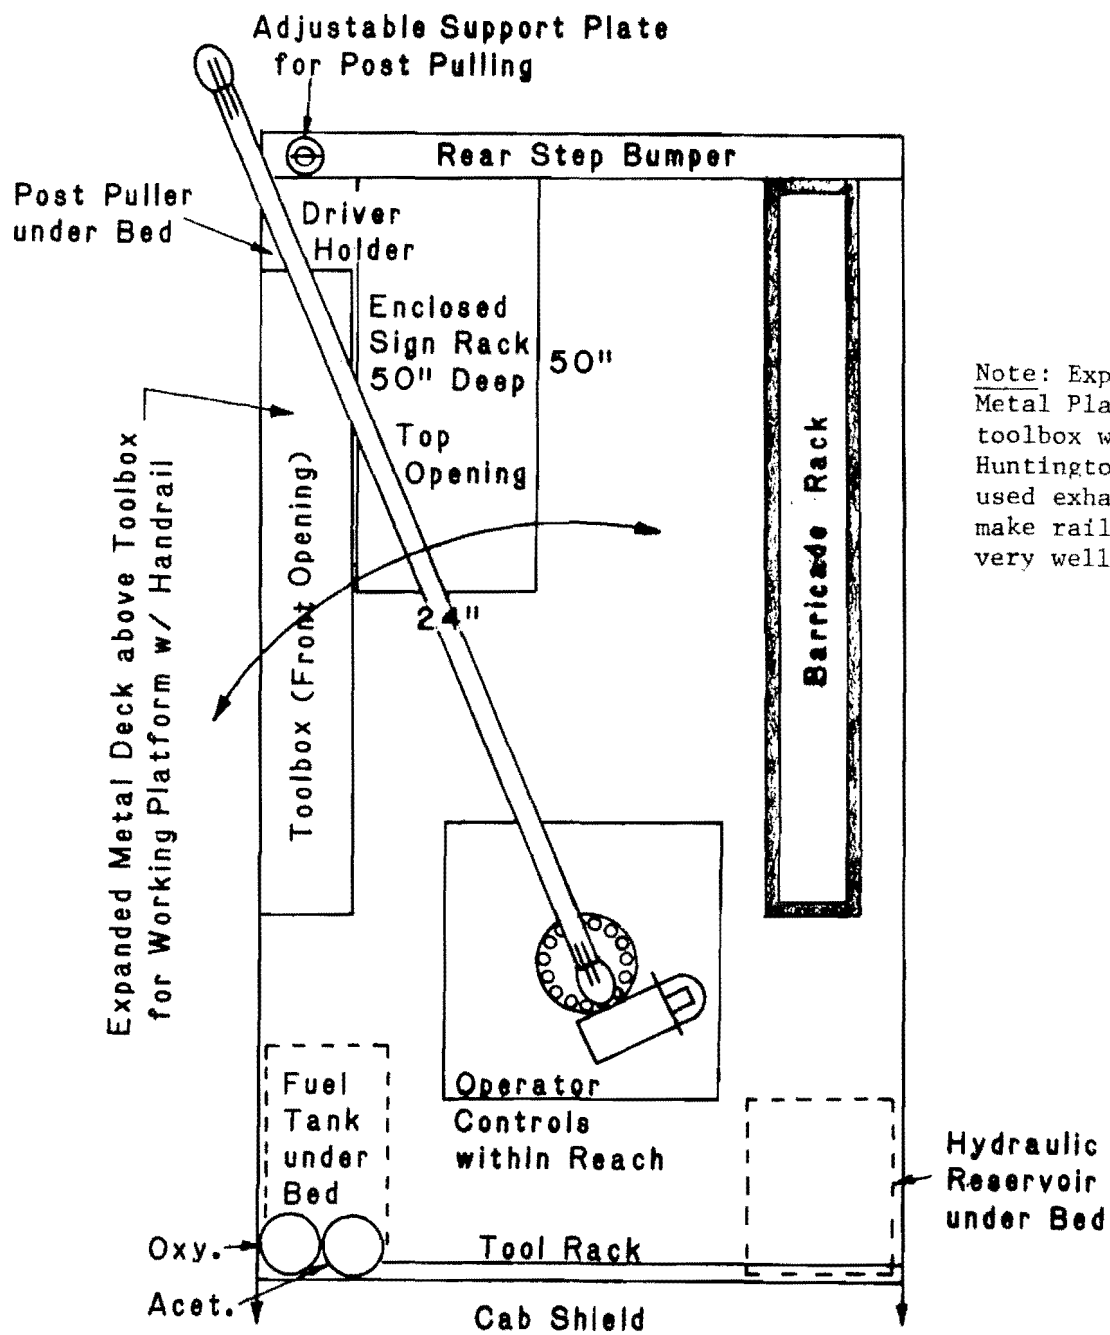 Adjustable Support Plate
for Post Pulling
Rear Step Bumper
Post Puller
under Bed
Driver
Holder
Enclosed
Sign Rack
50" Deep
50"
Top
Opening
24"
Toolbox (Front Opening)
Expanded Metal Deck above Toolbox
for Working Platform w/ Handrail
Barricade Rack
Note: Exp
Metal Pla
toolbox w
Huntingto
used exha
make rail
very well
Fuel
Tank
under
Bed
Operator
Controls
within Reach
Hydraulic
Reservoir
under Bed
Oxy.
Acet.
Tool Rack
Cab Shield